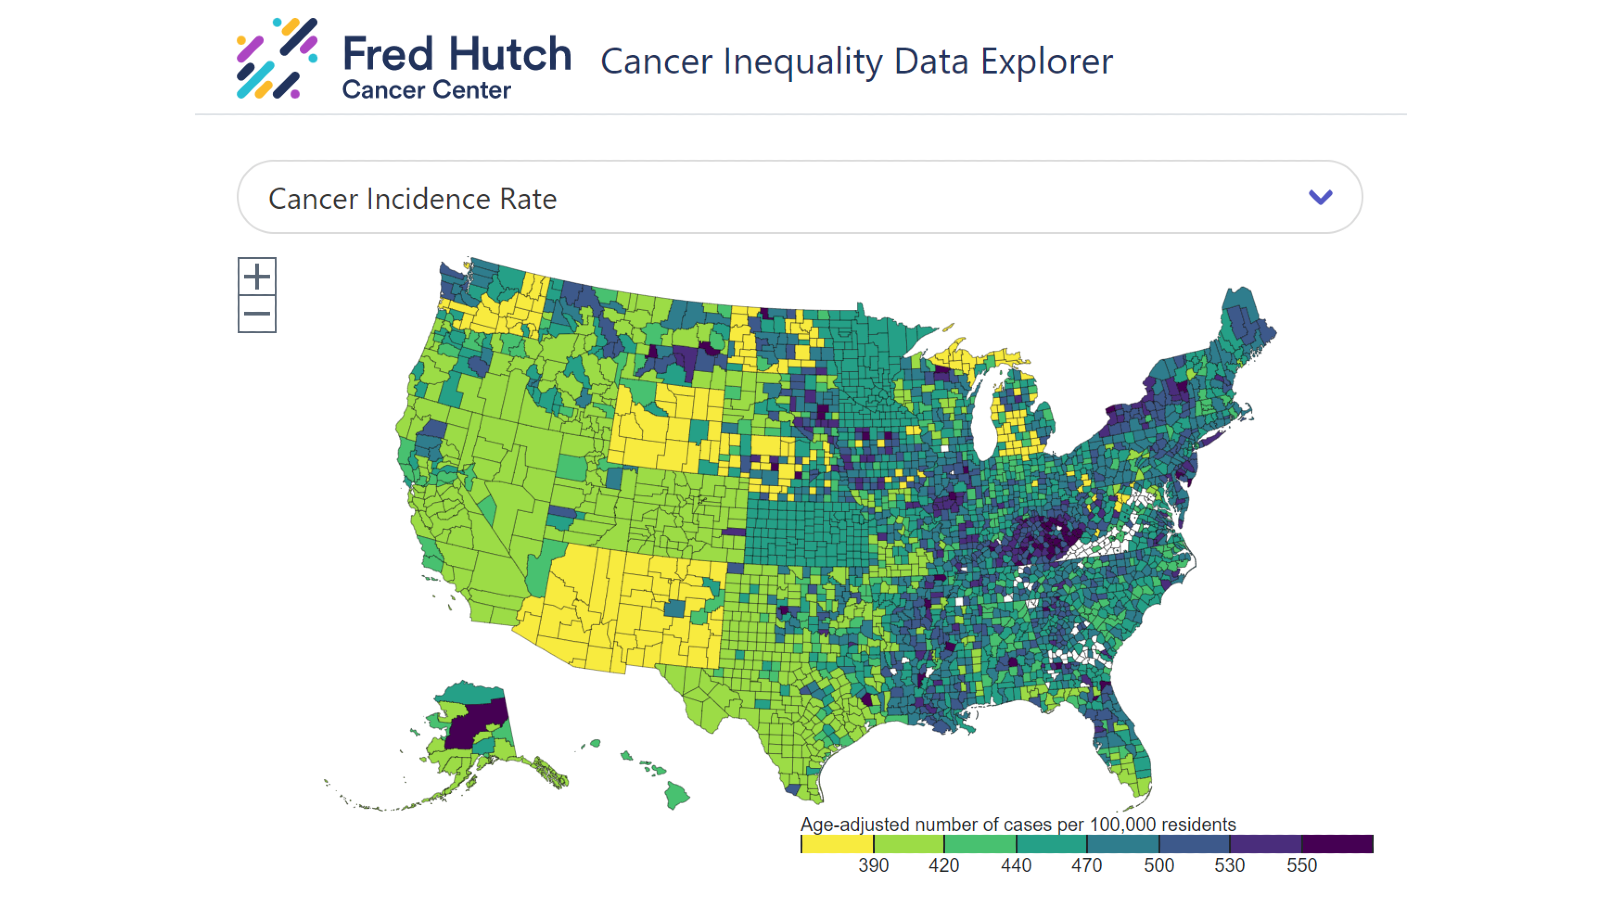 Fred Hutch
Cancer Center
Cancer Inequality Data Explorer
Cancer Incidence Rate
+
−
Age-adjusted number of cases per 100,000 residents
390 420 440 470 500 530 550